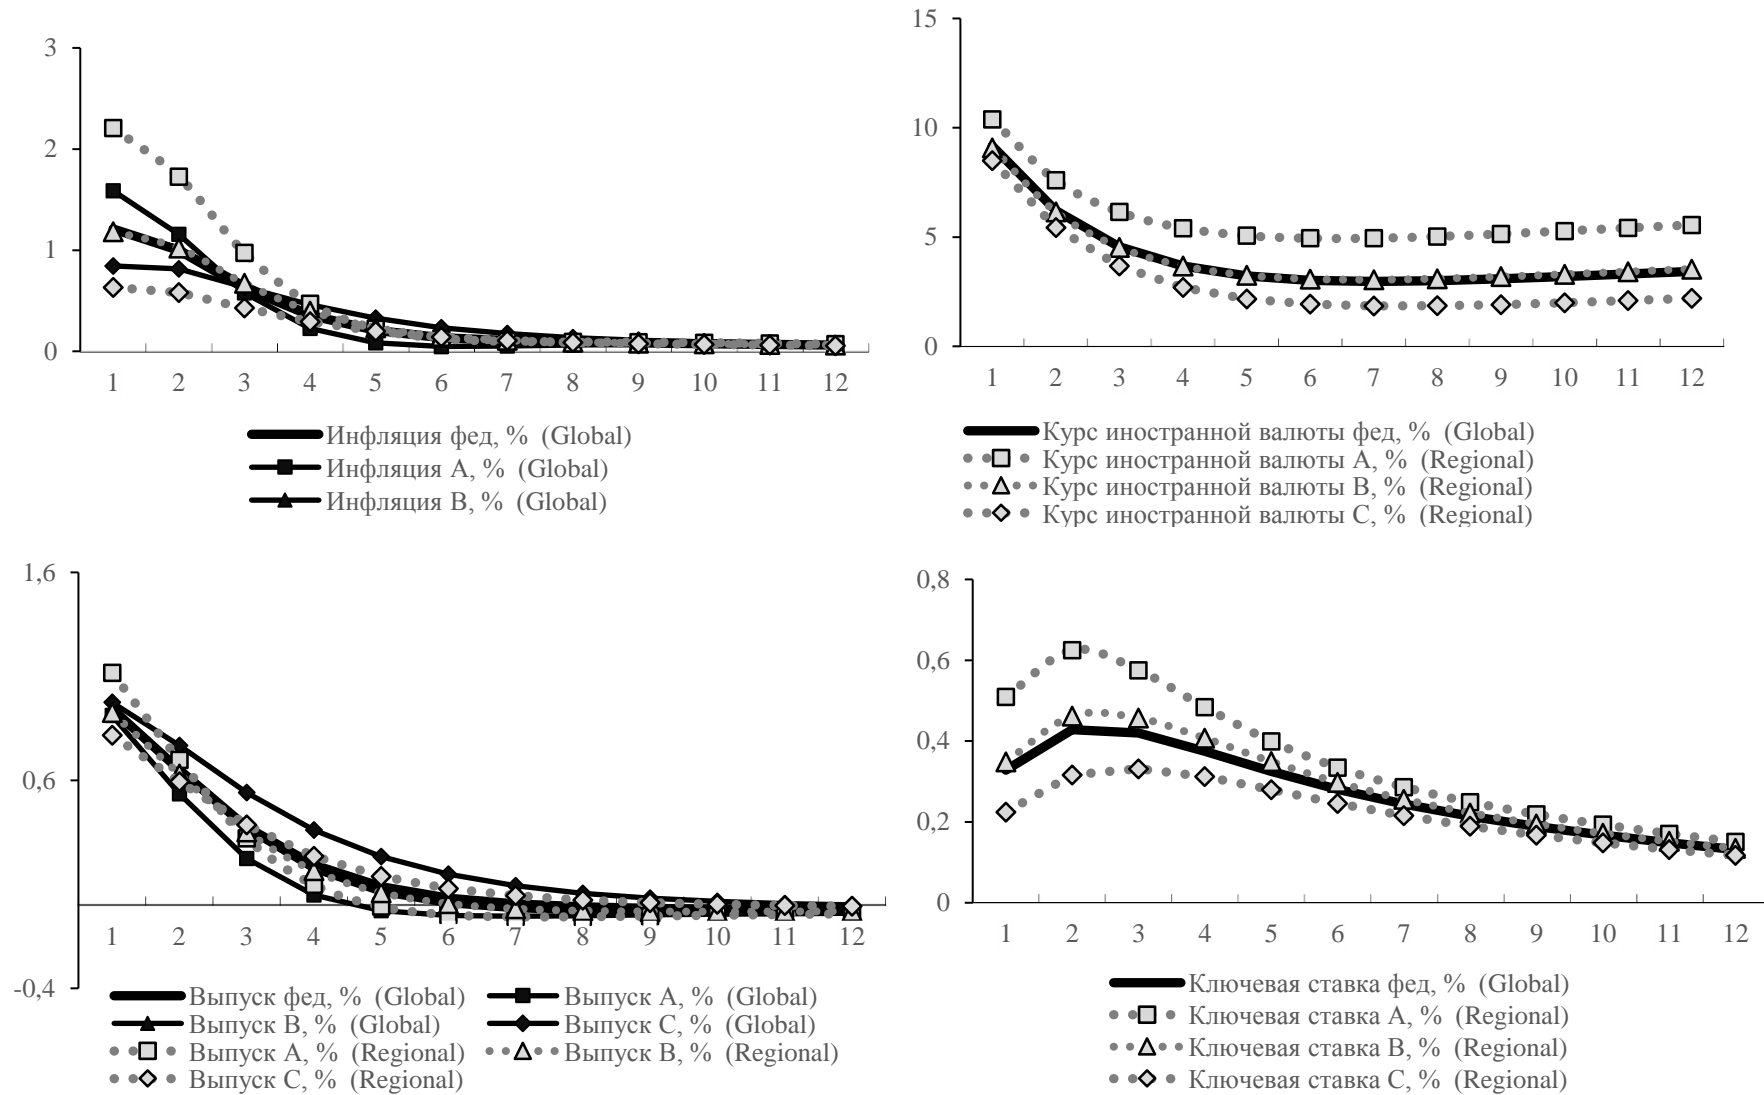 3
2
1
0
1 2 3 4 5 6 7 8 9 10 11 12
Инфляция фед, % (Global)
Инфляция A, % (Global)
Инфляция B, % (Global)
15
10
5
0
1 2 3 4 5 6 7 8 9 10 11 12
Курс иностранной валюты фед, % (Global)
Курс иностранной валюты A, % (Regional)
Курс иностранной валюты B, % (Regional)
Курс иностранной валюты C, % (Regional)
1,6
0,6
-0,4
1 2 3 4 5 6 7 8 9 10 11 12
Выпуск фед, % (Global) Выпуск A, % (Global)
Выпуск B, % (Global) Выпуск C, % (Global)
Выпуск A, % (Regional) Выпуск B, % (Regional)
Выпуск C, % (Regional)
0,8
0,6
0,4
0,2
0
1 2 3 4 5 6 7 8 9 10 11 12
Ключевая ставка фед, % (Global)
Ключевая ставка A, % (Regional)
Ключевая ставка B, % (Regional)
Ключевая ставка C, % (Regional)